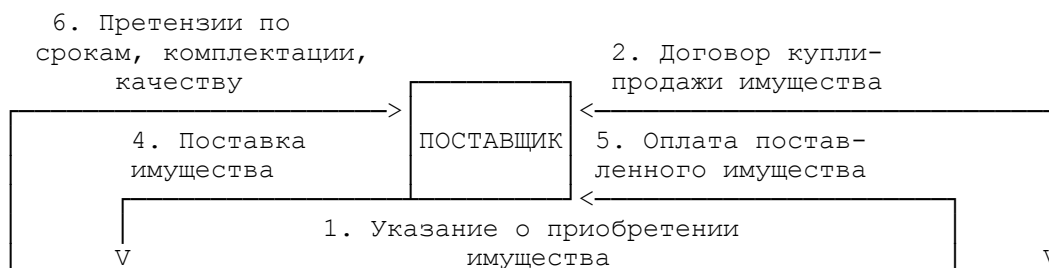 6. Претензии по
срокам, комплектации,
качеству
2. Договор купли-
продажи имущества
4. Поставка
имущества
ПОСТАВЩИК
5. Оплата постав-
ленного имущества
1. Указание о приобретении
имущества